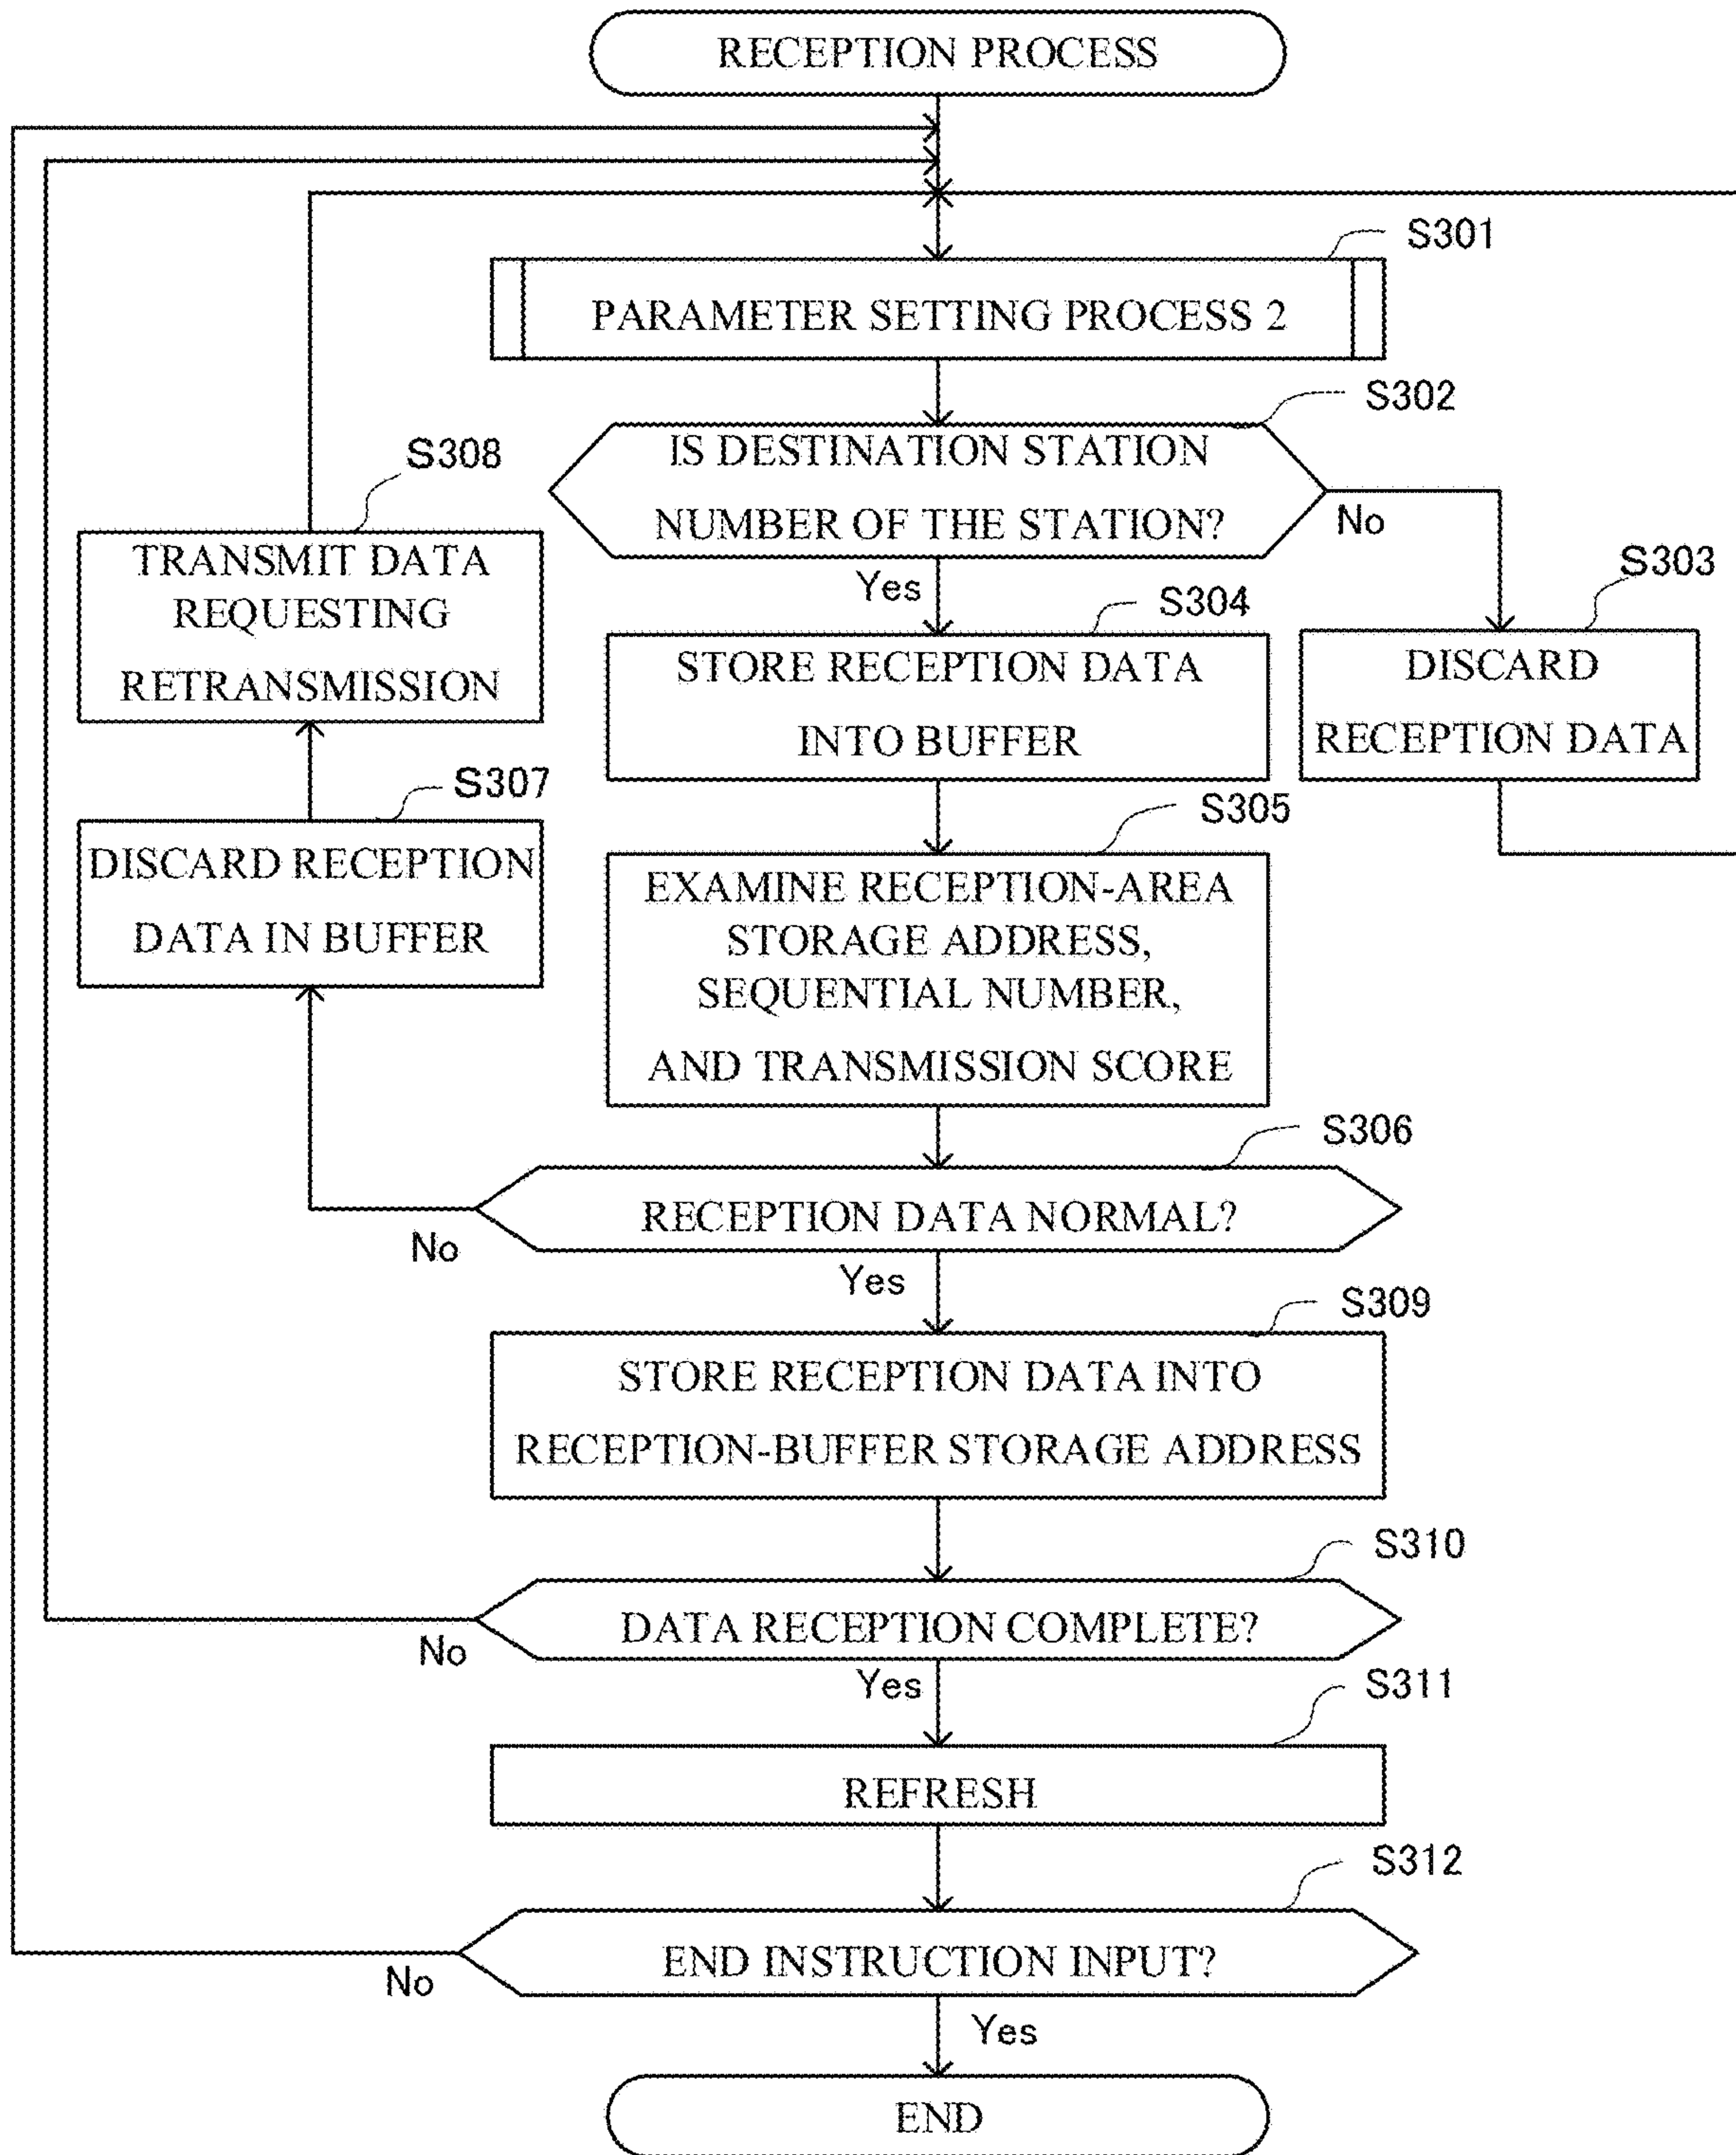 RECEPTION PROCESS
S301
PARAMETER SETTING PROCESS 2
S302
IS DESTINATION STATION
NUMBER OF THE STATION?
No
Yes
S303
DISCARD
RECEPTION DATA
S304
STORE RECEPTION DATA
INTO BUFFER
S305
EXAMINE RECEPTION-AREA
STORAGE ADDRESS,
SEQUENTIAL NUMBER,
AND TRANSMISSION SCORE
S306
RECEPTION DATA NORMAL?
No
Yes
S307
DISCARD RECEPTION
DATA IN BUFFER
S308
TRANSMIT DATA
REQUESTING
RETRANSMISSION
S309
STORE RECEPTION DATA INTO
RECEPTION-BUFFER STORAGE ADDRESS
S310
DATA RECEPTION COMPLETE?
No
Yes
S311
REFRESH
S312
END INSTRUCTION INPUT?
No
Yes
END